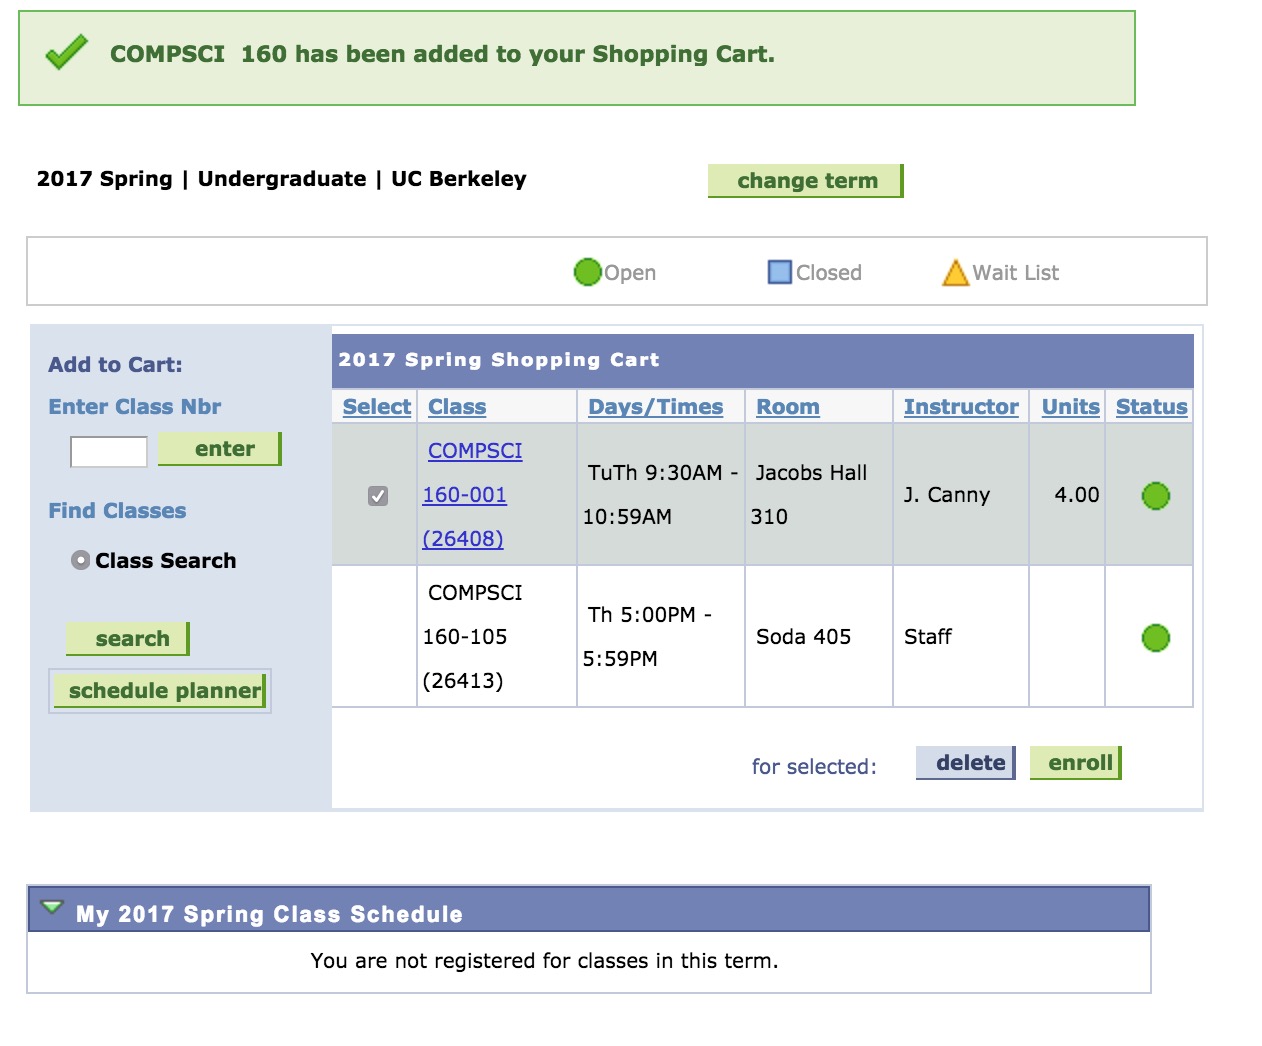 COMPSCI  160 has been added to your Shopping Cart.
2017 Spring | Undergraduate | UC Berkeley
change term
Open
Closed
Wait List
Add to Cart:
Enter Class Nbr
enter
Find Classes
Class Search
search
schedule planner
2017 Spring Shopping Cart
Select Class Days/Times Room Instructor Units Status
COMPSCI
160-001
(26408)
TuTh 9:30AM -
10:59AM
Jacobs Hall
310
J. Canny
4.00
COMPSCI
160-105
(26413)
Th 5:00PM -
5:59PM
Soda 405
Staff
for selected:
delete
enroll
My 2017 Spring Class Schedule
You are not registered for classes in this term.